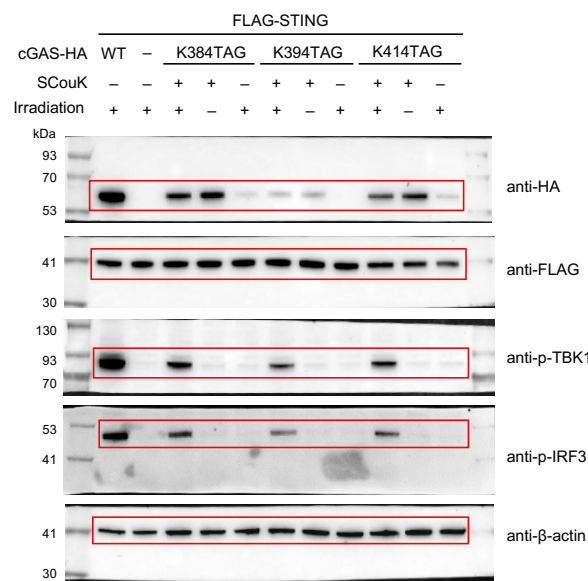 FLAG-STING
cGAS-HA WT – K384TAG K394TAG K414TAG
SCouK – – + + – + + – + + –
Irradiation + + + – + + – + + – +
kDa
93
70
53
anti-HA
41
30
anti-FLAG
130
93
70
anti-p-TBK1
53
41
anti-p-IRF3
41
30
anti-β-actin